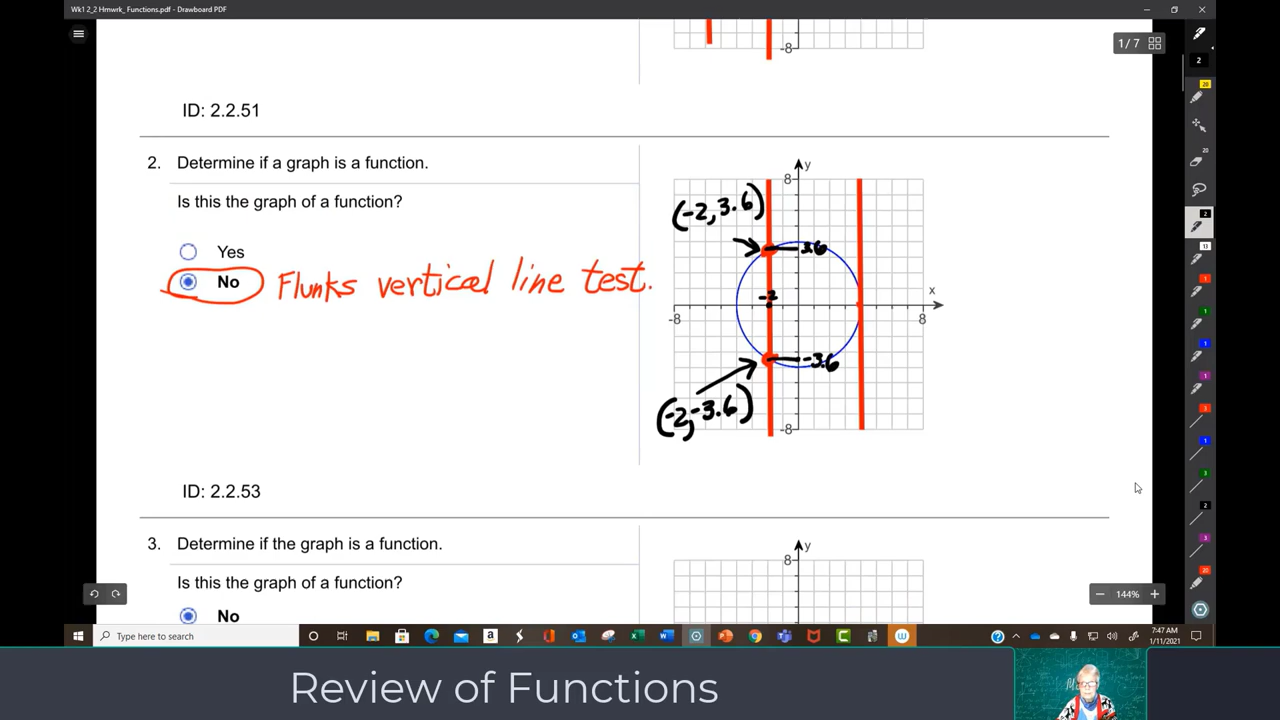 Wk1 2_2 Hmwrk_ Functions.pdf - Drawboard PDF
1/7
2
-8
ID: 2.2.51
2. Determine if a graph is a function.
Is this the graph of a function?
Yes
No
Flunks vertical line test.
y
8
(-2, 3.6)
3.6
-2
x
-8
8
-3.6
(-2, -3.6)
-8
ID: 2.2.53
3. Determine if the graph is a function.
Is this the graph of a function?
No
y
8
144%
Type here to search
7:47 AM
1/11/2021
Review of Functions